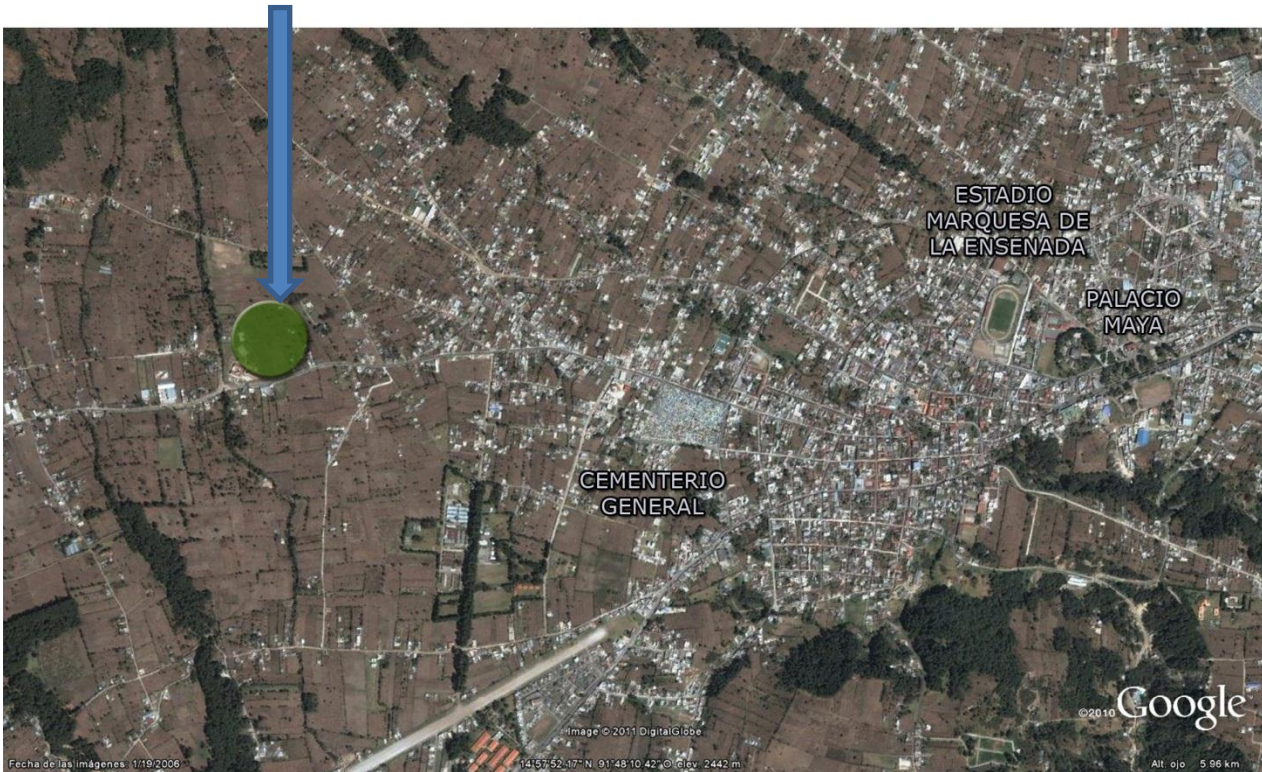 ESTADIO
MARQUESA DE
LA ENSENADA
PALACIO
MAYA
CEMENTERIO
GENERAL
©2010 Google
Image © 2011 DigitalGlobe
Fecha de las imágenes: 1/19/2006 14°57'52.17" N 91°48'10.42" O elev 2442 m Alt. ojo 5.96 km